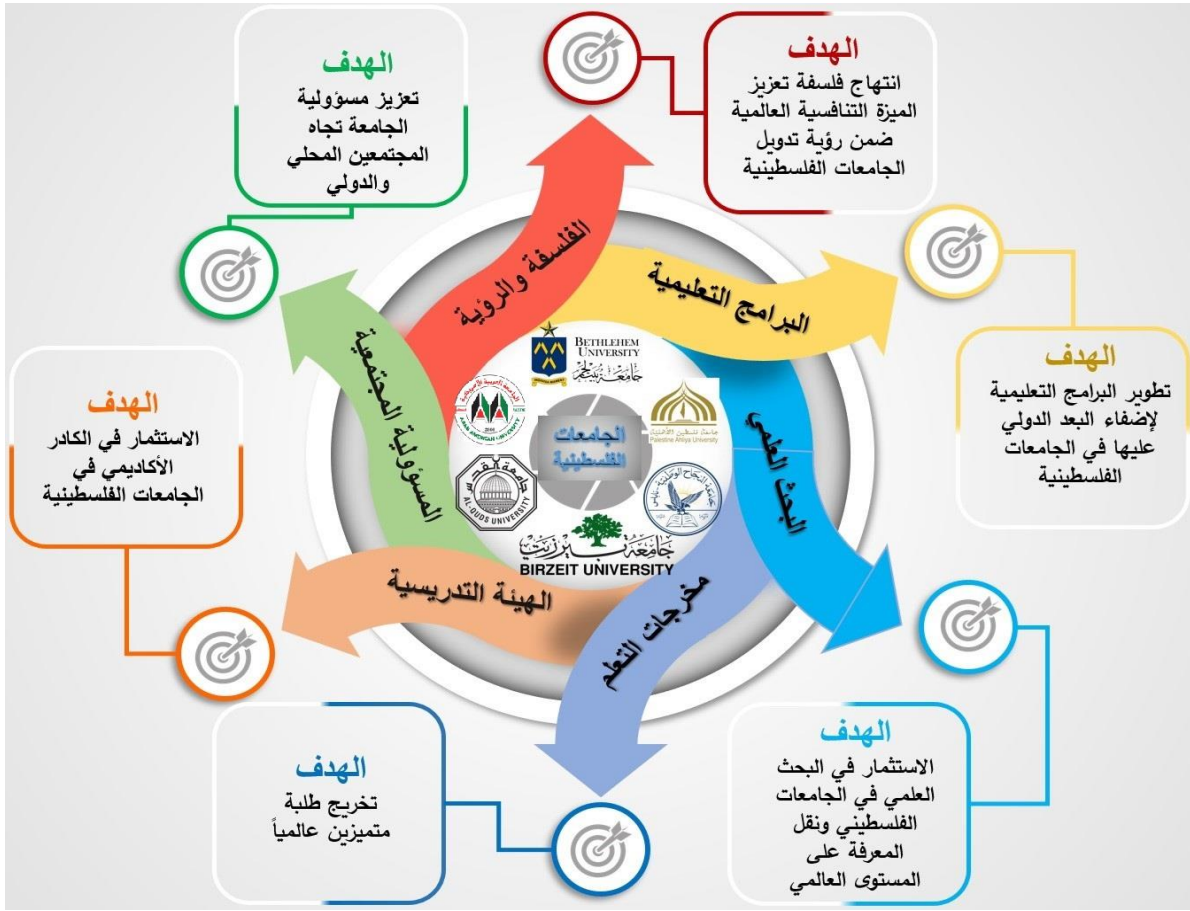 الهدف
انتهاج فلسفة تعزيز
الميزة التنافسية العالمية
ضمن رؤية تدويل
الجامعات الفلسطينية
الهدف
تعزيز مسؤولية
الجامعة تجاه
المجتمعين المحلي
والدولي
الفلسفة والرؤية
البرامج التعليمية
الهدف
تطوير البرامج التعليمية
لإضفاء البعد الدولي
عليها في الجامعات
الفلسطينية
المسؤولية المجتمعية
البحث العلمي
BETHLEHEM
UNIVERSITY
جامعة بيت لحم
Palestine Ahliya University
الجامعات
الفلسطينية
جامعة القدس
AL-QUDS UNIVERSITY
جامعة بيرزيت
BIRZEIT UNIVERSITY
الهدف
الاستثمار في الكادر
الأكاديمي في
الجامعات الفلسطينية
الهيئة التدريسية
مخرجات التعلم
الهدف
الاستثمار في البحث
العلمي في الجامعات
الفلسطيني ونقل
المعرفة على
المستوى العالمي
الهدف
تخريج طلبة
متميزين عالمياً